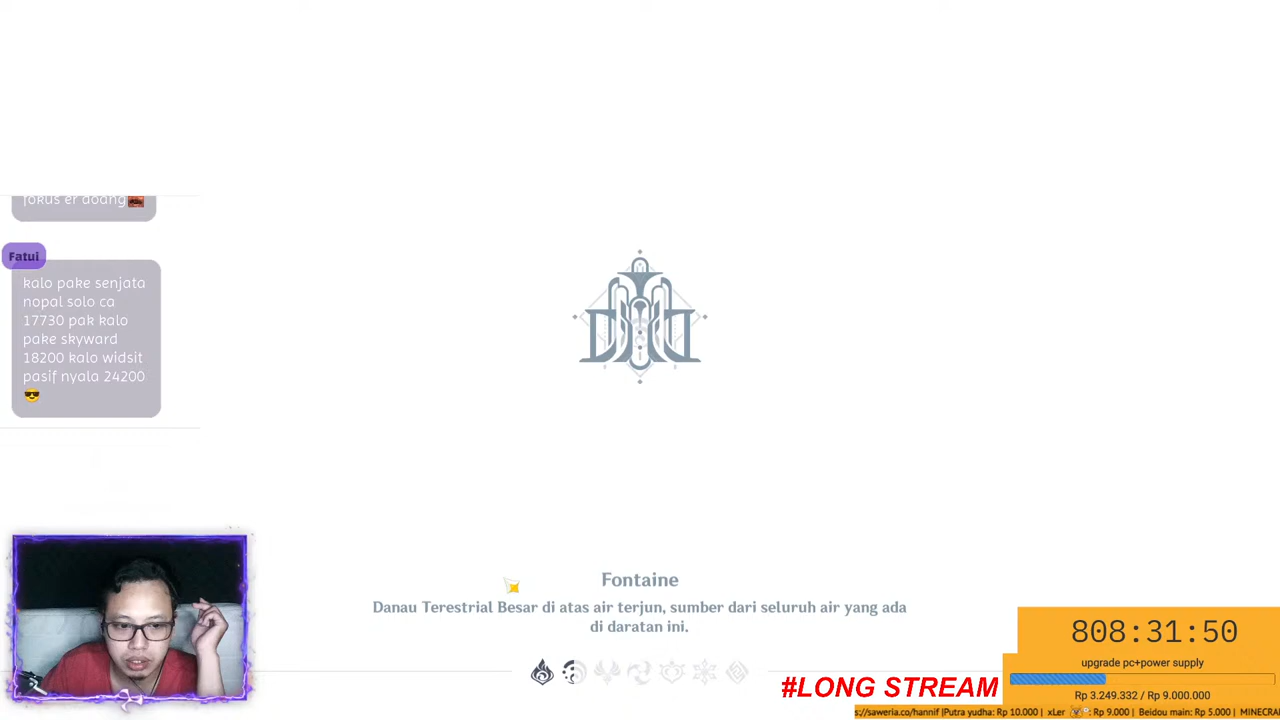 fokus er doang
Fatui
kalo pake senjata
nopal solo ca
17730 pak kalo
pake skyward
18200 kalo widsit
pasif nyala 24200
Fontaine
Danau Terestrial Besar di atas air terjun, sumber dari seluruh air yang ada
di daratan ini.
#LONG STREAM
808:31:50
upgrade pc+power supply
Rp 3.249.332 / Rp 9.000.000
s://saweria.co/hannif |Putra yudha: Rp 10.000 | xLer : Rp 9.000 | Beidou main: Rp 5.000 | MINECRA